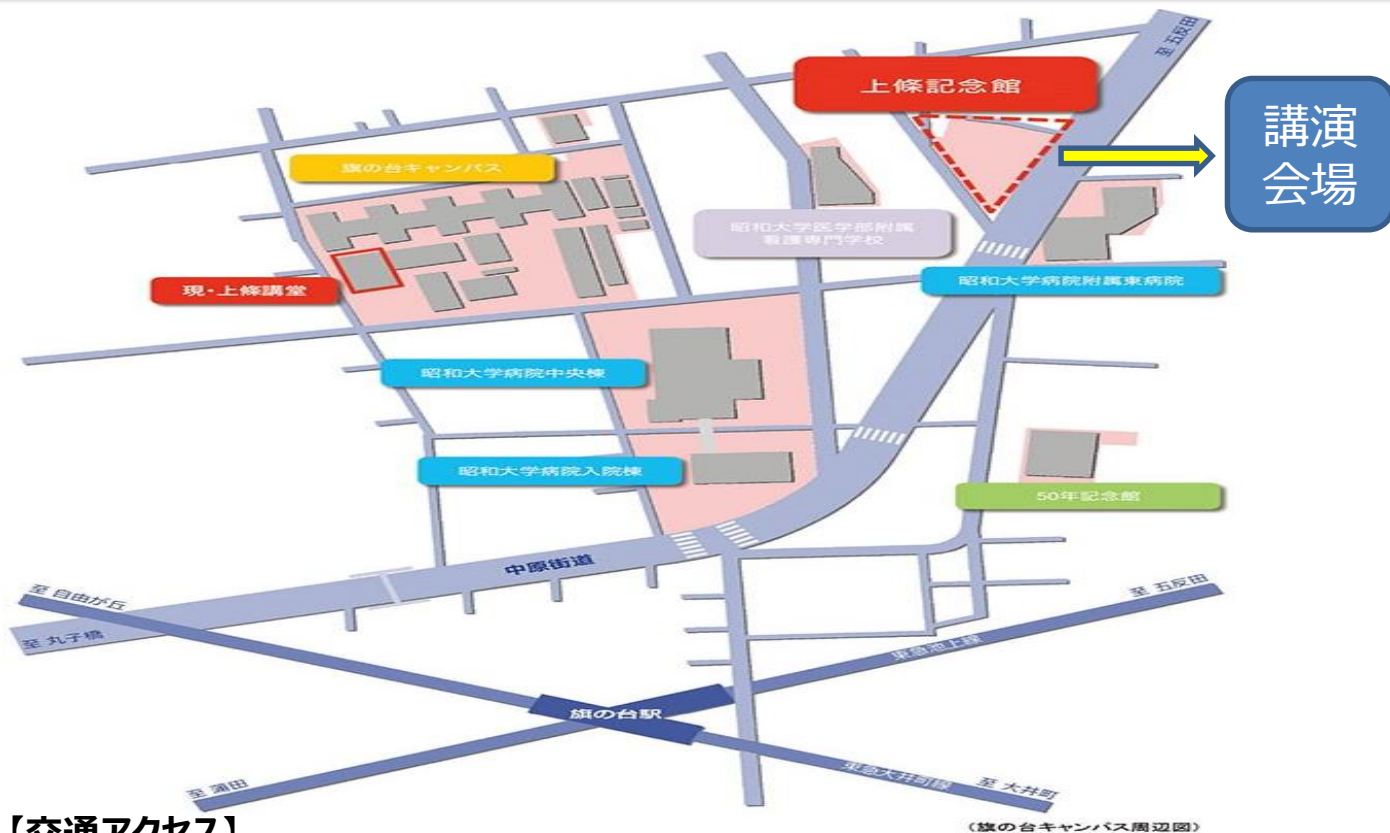 至 五反田
上條記念館
講演
会場
旗の台キャンパス
昭和大学医学部附属
看護専門学校
現・上條講堂
昭和大学病院附属東病院
昭和大学病院中央棟
昭和大学病院入院棟
50年記念館
中原街道
至 自由が丘
至 丸子橋
至 五反田
東急池上線
旗の台駅
至 蒲田
東急大井町線
至 大井町
【交通アクセス】
(旗の台キャンパス周辺図)